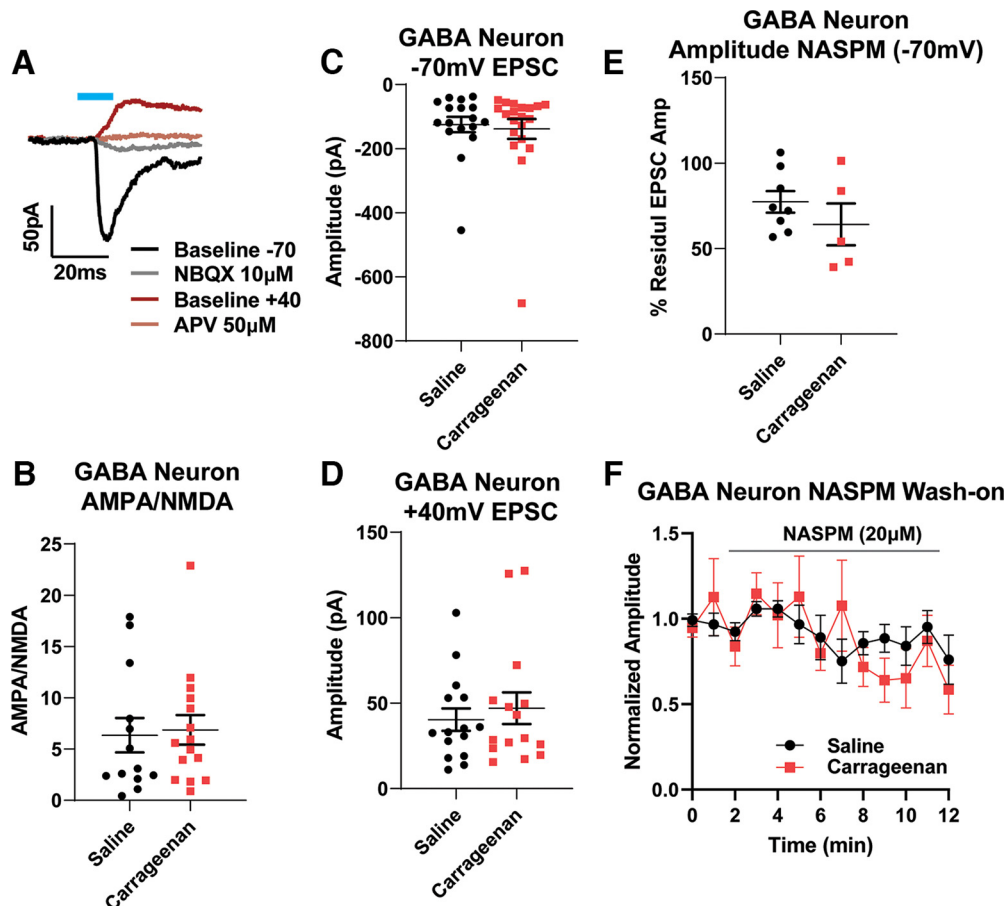 A
50pA
20ms
Baseline -70
NBQX 10µM
Baseline +40
APV 50µM
B
GABA Neuron
AMPA/NMDA
AMPA/NMDA
25
20
15
10
5
0
Saline
Carrageenan
C
GABA Neuron
-70mV EPSC
Amplitude (pA)
0
-200
-400
-600
-800
Saline
Carrageenan
D
GABA Neuron
+40mV EPSC
Amplitude (pA)
150
100
50
0
Saline
Carrageenan
E
GABA Neuron
Amplitude NASPM (-70mV)
% Residul EPSC Amp
150
100
50
0
Saline
Carrageenan
F
GABA Neuron NASPM Wash-on
NASPM (20µM)
Normalized Amplitude
1.5
1.0
0.5
0.0
Saline
Carrageenan
0 2 4 6 8 10 12
Time (min)